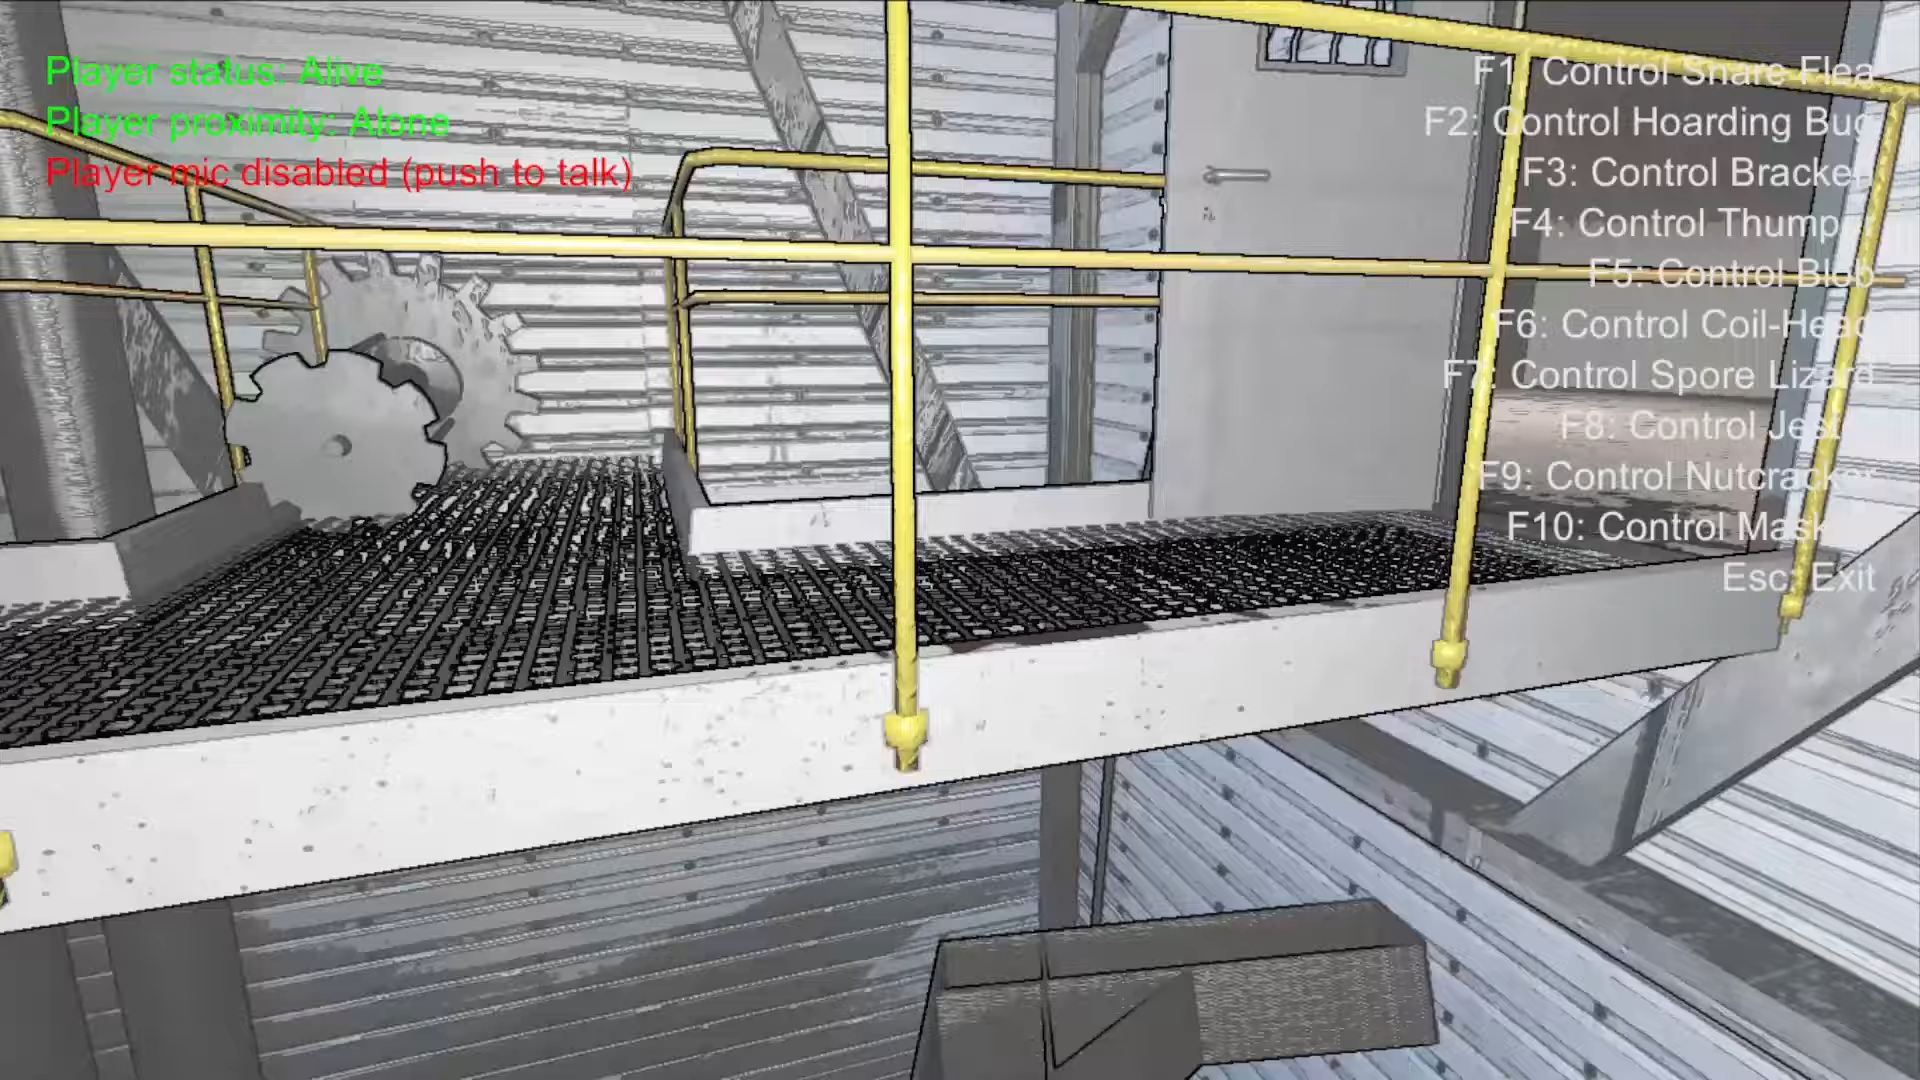 Player status: Alive
Player proximity: Alone
Player mic disabled (push to talk)
F1: Control Snare Flea
F2: Control Hoarding Bug
F3: Control Bracken
F4: Control Thumper
F5: Control Blob
F6: Control Coil-Head
F7: Control Spore Lizard
F8: Control Jester
F9: Control Nutcracker
F10: Control Mask
Esc: Exit